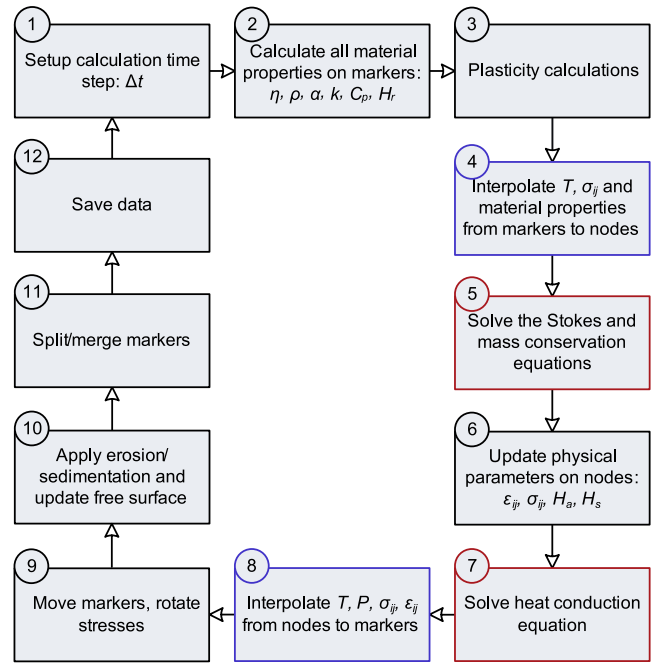 1
Setup calculation time
step: Δt
2
Calculate all material
properties on markers:
η, ρ, α, k, Cₚ, Hᵣ
3
Plasticity calculations
4
Interpolate T, σᵢⱼ and
material properties
from markers to nodes
5
Solve the Stokes and
mass conservation
equations
6
Update physical
parameters on nodes:
εᵢⱼ, σᵢⱼ, Hₐ, Hₛ
7
Solve heat conduction
equation
8
Interpolate T, P, σᵢⱼ, εᵢⱼ
from nodes to markers
9
Move markers, rotate
stresses
10
Apply erosion/
sedimentation and
update free surface
11
Split/merge markers
12
Save data